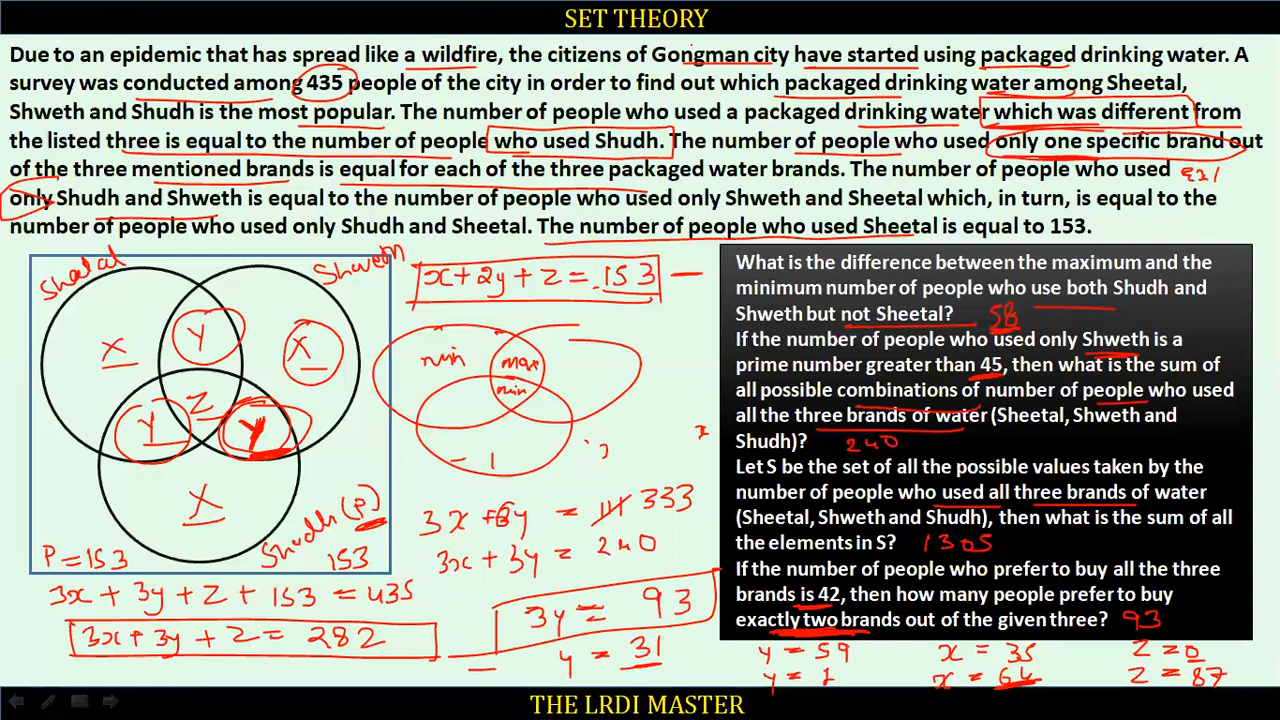 SET THEORY
Due to an epidemic that has spread like a wildfire, the citizens of Gongman city have started using packaged drinking water. A
survey was conducted among 435 people of the city in order to find out which packaged drinking water among Sheetal,
Shweth and Shudh is the most popular. The number of people who used a packaged drinking water which was different from
the listed three is equal to the number of people who used Shudh. The number of people who used only one specific brand out
of the three mentioned brands is equal for each of the three packaged water brands. The number of people who used
only Shudh and Shweth is equal to the number of people who used only Shweth and Sheetal which, in turn, is equal to the
number of people who used only Shudh and Sheetal. The number of people who used Sheetal is equal to 153.
Sheetal
Shweth
x + 2y + z = 153
x
y
x
z
y
y
x
Shudh (P)
P = 153
153
3x + 3y + z + 153 = 435
3x + 3y + z = 282
min
max
min
1
3x + 6y = 333
3x + 3y = 240
3y = 93
y = 31
x
What is the difference between the maximum and the
minimum number of people who use both Shudh and
Shweth but not Sheetal? 58
If the number of people who used only Shweth is a
prime number greater than 45, then what is the sum of
all possible combinations of number of people who used
all the three brands of water (Sheetal, Shweth and
Shudh)? 240
Let S be the set of all the possible values taken by the
number of people who used all three brands of water
(Sheetal, Shweth and Shudh), then what is the sum of all
the elements in S? 1305
If the number of people who prefer to buy all the three
brands is 42, then how many people prefer to buy
exactly two brands out of the given three? 93
y = 59 x = 35 z = 0
y = 1 x = 64 z = 87
THE LRDI MASTER